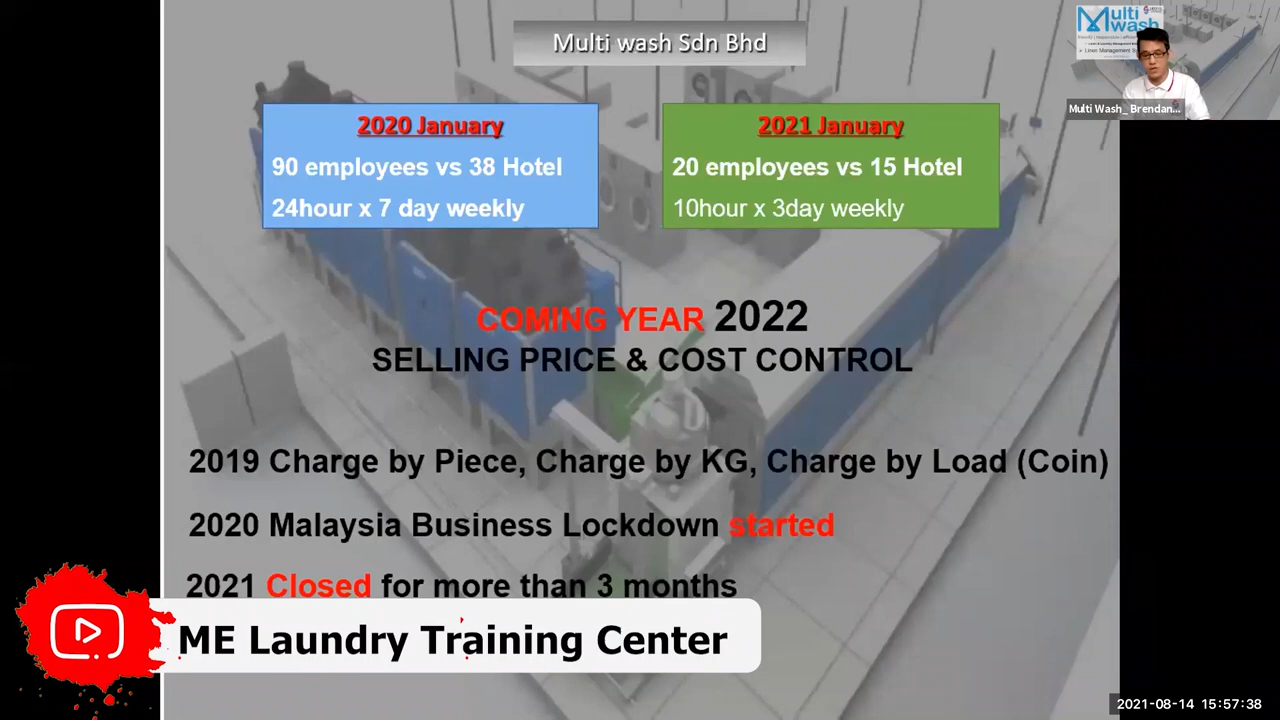 Multi wash Sdn Bhd
Multi
wash
Multi Wash_ Brendan...
2020 January
90 employees vs 38 Hotel
24hour x 7 day weekly
2021 January
20 employees vs 15 Hotel
10hour x 3day weekly
COMING YEAR 2022
SELLING PRICE & COST CONTROL
2019 Charge by Piece, Charge by KG, Charge by Load (Coin)
2020 Malaysia Business Lockdown started
2021 Closed for more than 3 months
ME Laundry Training Center
2021-08-14 15:57:38